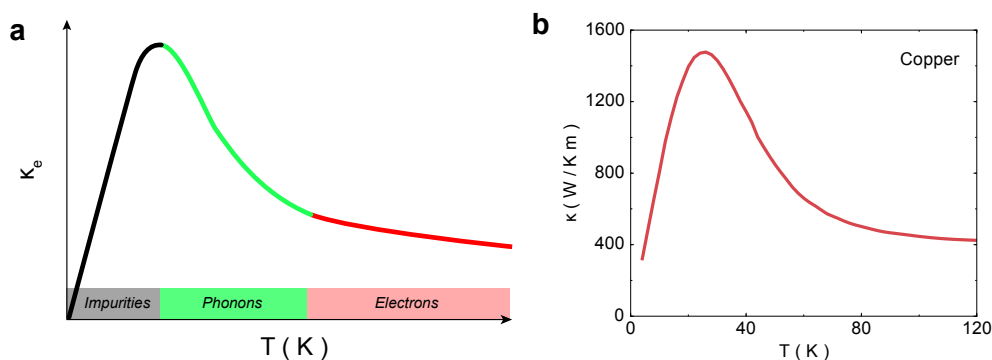 a
κe
Impurities Phonons Electrons
T ( K )
b
Copper
κ ( W / K m )
1600
1200
800
400
0
0 40 80 120
T ( K )